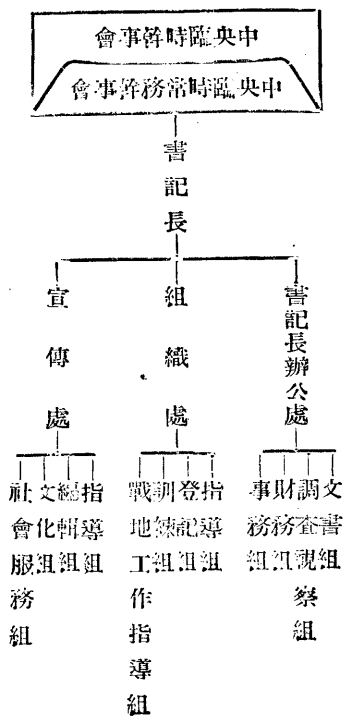 中央臨時幹事會
中央臨時常務幹事會
書記長
書記長辦公處
組織處
宣傳處
文書組
調查視察組
財務組
事務組
指導組
登記組
訓練組
戰地工作指導組
指導組
編輯組
文化組
社會服務組